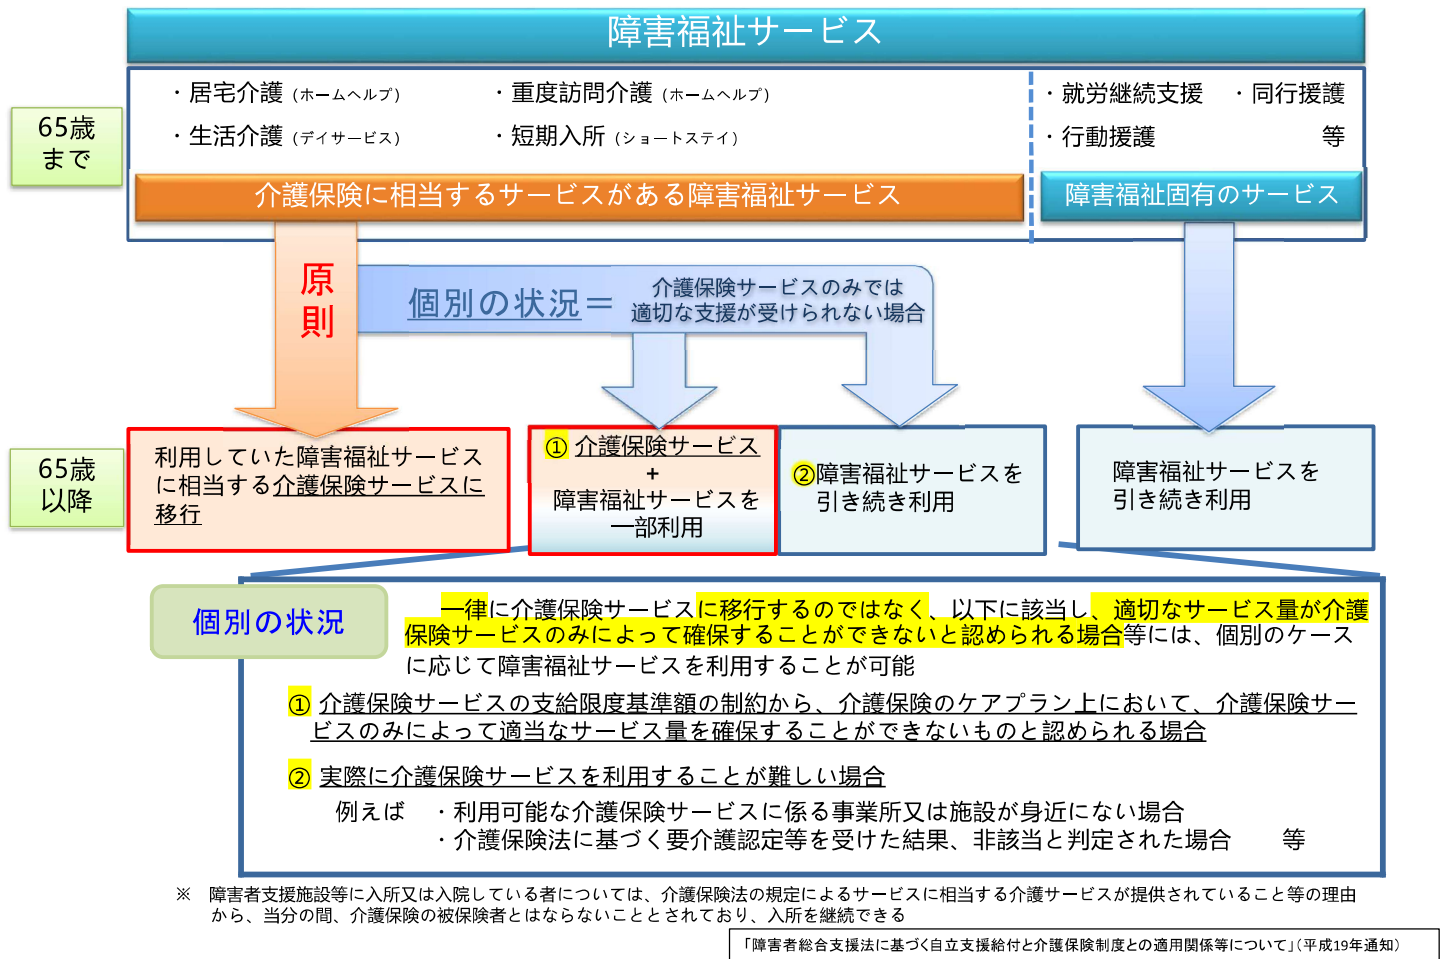 障害福祉サービス
65歳
まで
・居宅介護（ホームヘルプ）　・重度訪問介護（ホームヘルプ）
・生活介護（デイサービス）　・短期入所（ショートステイ）
・就労継続支援　・同行援護
・行動援護　等
介護保険に相当するサービスがある障害福祉サービス
障害福祉固有のサービス
原
則
個別の状況＝
介護保険サービスのみでは
適切な支援が受けられない場合
65歳
以降
利用していた障害福祉サービス
に相当する介護保険サービスに
移行
① 介護保険サービス
+
障害福祉サービスを
一部利用
②障害福祉サービスを
引き続き利用
障害福祉サービスを
引き続き利用
個別の状況
一律に介護保険サービスに移行するのではなく、以下に該当し、適切なサービス量が介護
保険サービスのみによって確保することができないと認められる場合等には、個別のケース
に応じて障害福祉サービスを利用することが可能
① 介護保険サービスの支給限度基準額の制約から、介護保険のケアプラン上において、介護保険サー
ビスのみによって適当なサービス量を確保することができないものと認められる場合
② 実際に介護保険サービスを利用することが難しい場合
例えば　・利用可能な介護保険サービスに係る事業所又は施設が身近にない場合
・介護保険法に基づく要介護認定等を受けた結果、非該当と判定された場合　等
※　障害者支援施設等に入所又は入院している者については、介護保険法の規定によるサービスに相当する介護サービスが提供されていること等の理由
から、当分の間、介護保険の被保険者とはならないこととされており、入所を継続できる
「障害者総合支援法に基づく自立支援給付と介護保険制度との適用関係等について」（平成19年通知）